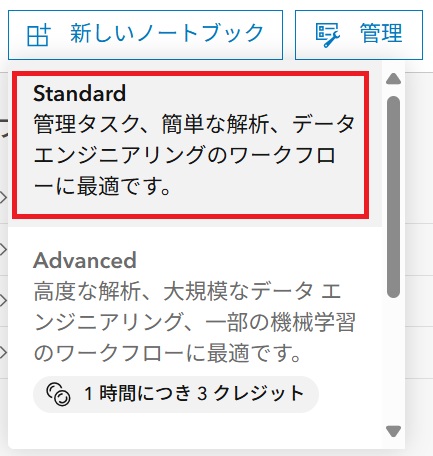 新しいノートブック
管理
Standard
管理タスク、簡単な解析、データ
エンジニアリングのワークフロ
ーに最適です。
Advanced
高度な解析、大規模なデータ エ
ンジニアリング、一部の機械学習
のワークフローに最適です。
1 時間につき 3 クレジット